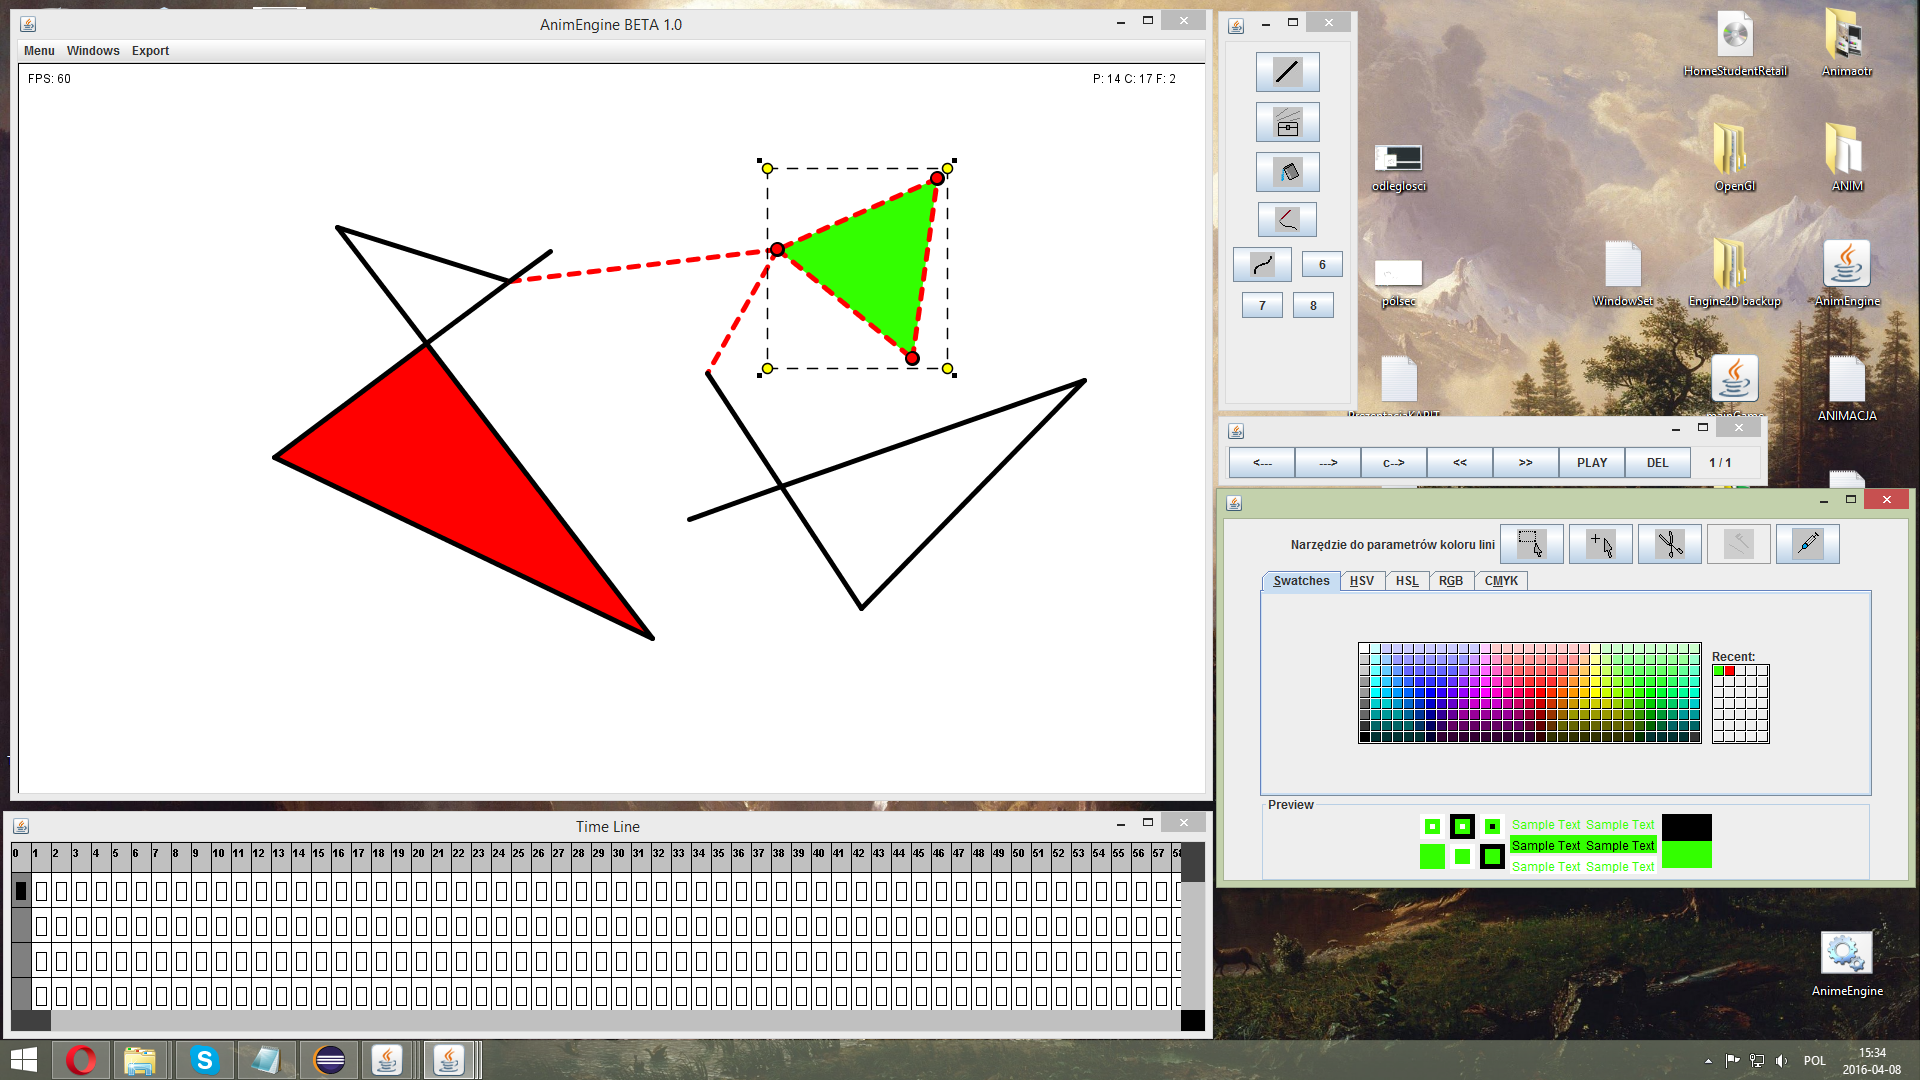 AnimEngine BETA 1.0
Menu Windows Export
FPS: 60
P: 14 C: 17 F: 2
6
7 8
HomeStudentRetail
Animaotr
odleglosci
OpenGl
ANIM
polsec
WindowSet
Engine2D backup
AnimEngine
PrezentacjaKAPIT
mainGame
ANIMACJA
<--- ---> c--> << >> PLAY DEL 1 / 1
Narzędzie do parametrów koloru lini
Swatches HSV HSL RGB CMYK
Recent:
Preview
Sample Text Sample Text
Sample Text Sample Text
Sample Text Sample Text
Time Line
0 1 2 3 4 5 6 7 8 9 10 11 12 13 14 15 16 17 18 19 20 21 22 23 24 25 26 27 28 29 30 31 32 33 34 35 36 37 38 39 40 41 42 43 44 45 46 47 48 49 50 51 52 53 54 55 56 57 58
AnimeEngine
POL
15:34
2016-04-08